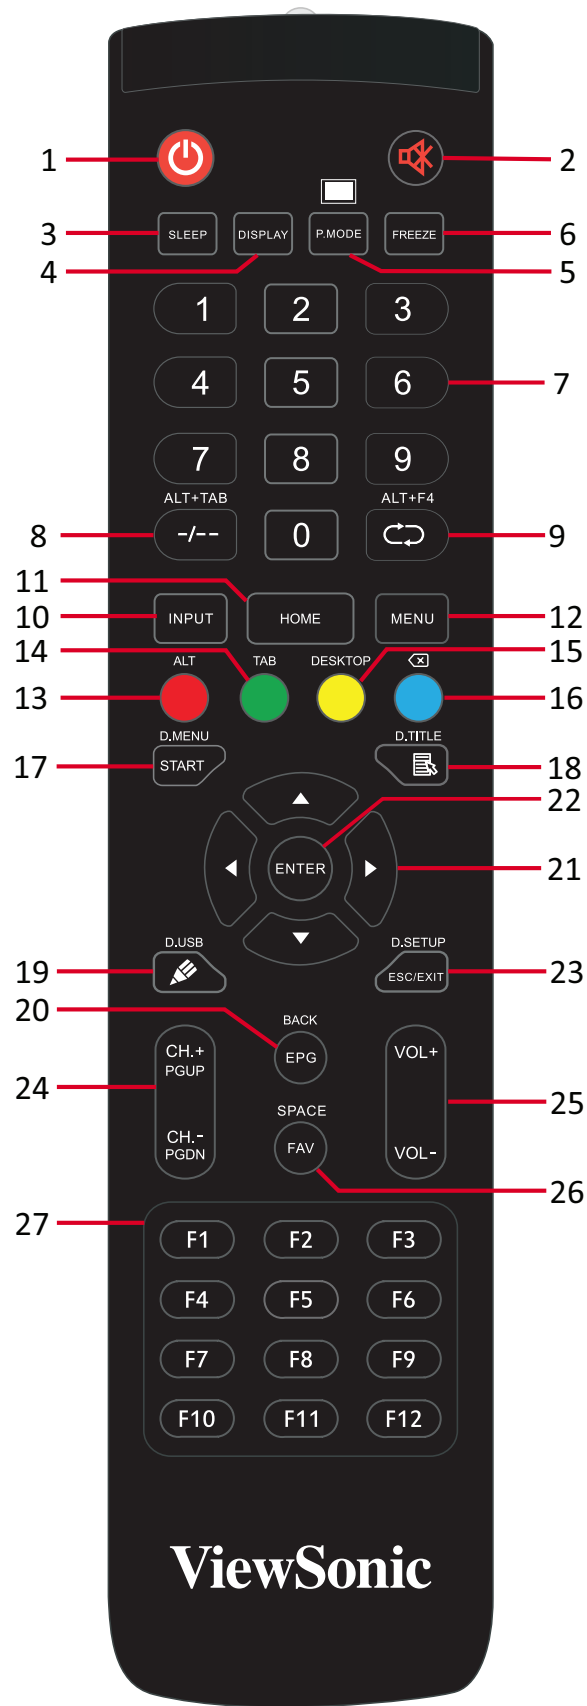 1 2
SLEEP DISPLAY P.MODE FREEZE
3 6
4 5
1 2 3
4 5 6 7
7 8 9
ALT+TAB ALT+F4
8 -/-- 0 9
11
10 INPUT HOME MENU 12
14 15
ALT TAB DESKTOP
13 16
D.MENU D.TITLE
17 START 18
22
ENTER 21
D.USB D.SETUP
19 ESC/EXIT 23
20 BACK
CH.+ EPG VOL+
PGUP
24 25
SPACE
CH.- FAV VOL-
PGDN
26
27
F1 F2 F3
F4 F5 F6
F7 F8 F9
F10 F11 F12
ViewSonic